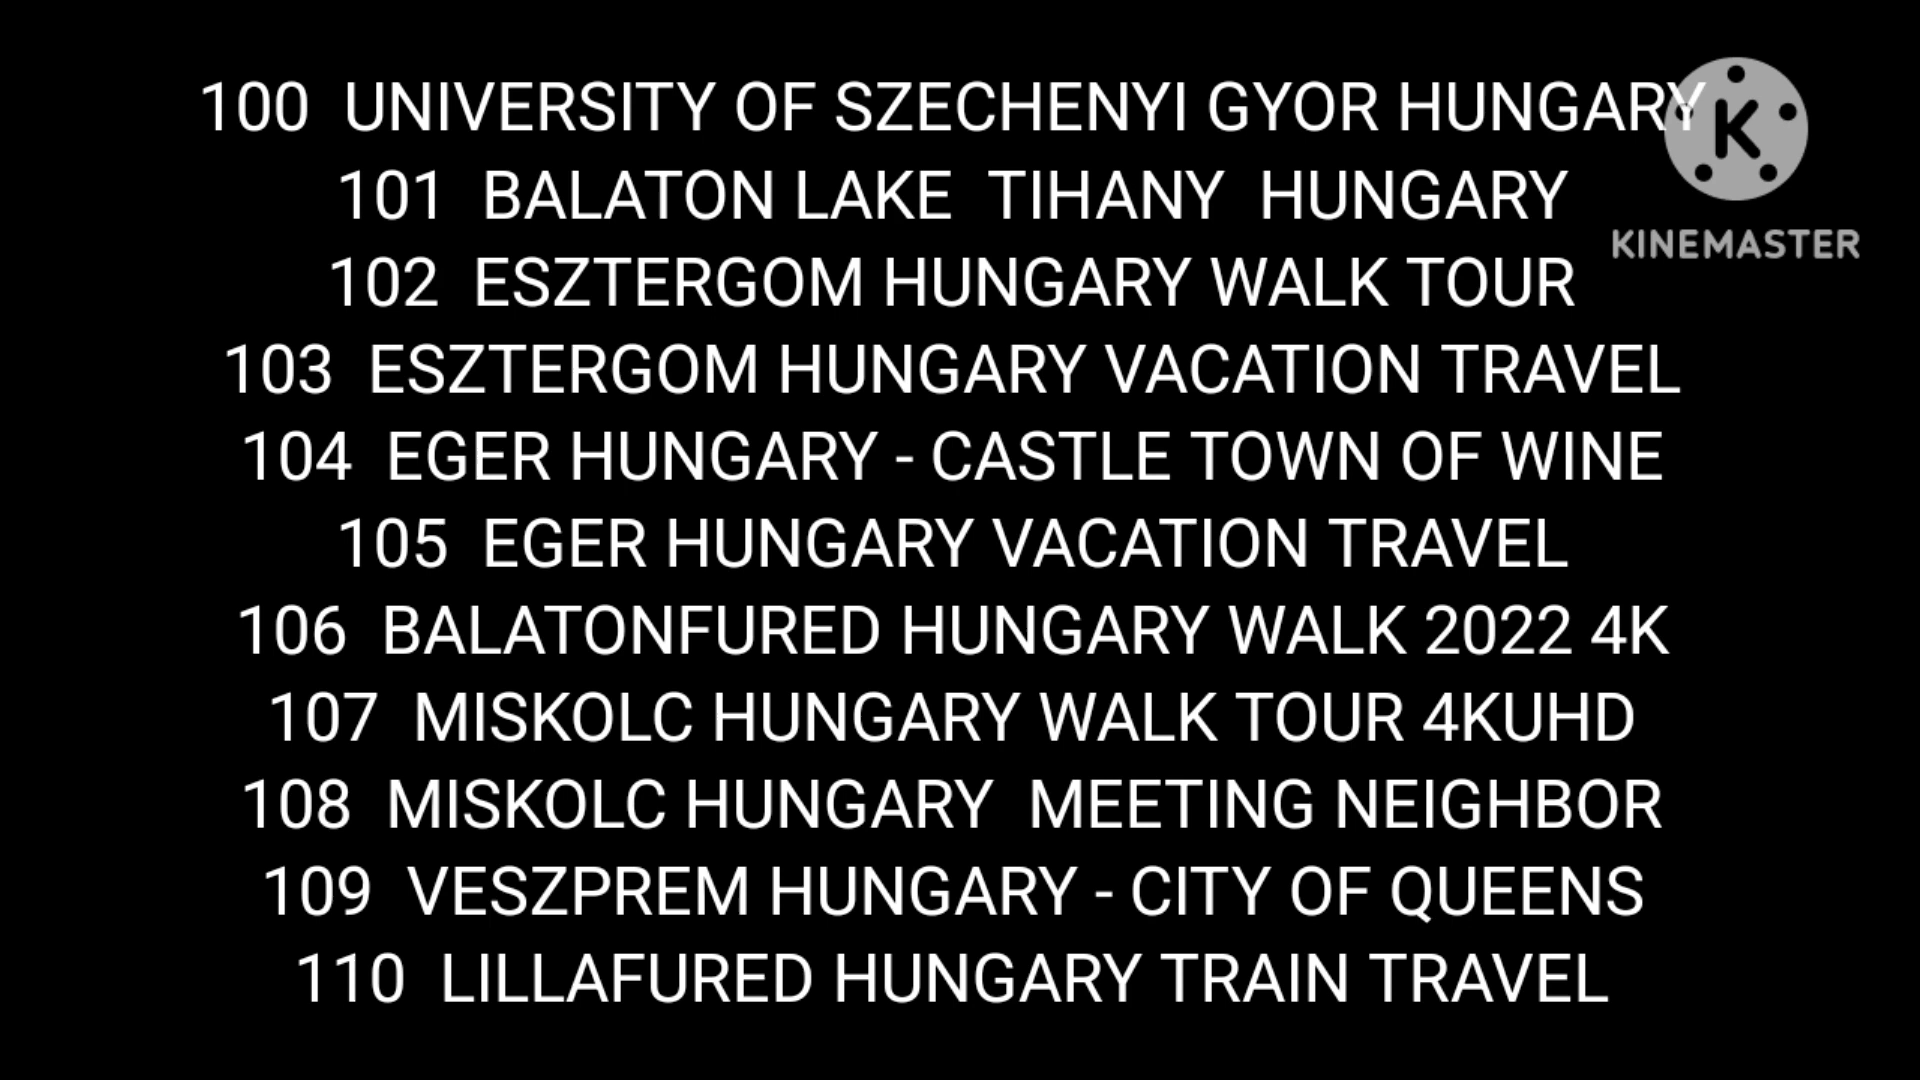 100  UNIVERSITY OF SZECHENYI GYOR HUNGARY
101  BALATON LAKE  TIHANY  HUNGARY
KINEMASTER
102  ESZTERGOM HUNGARY WALK TOUR
103  ESZTERGOM HUNGARY VACATION TRAVEL
104  EGER HUNGARY - CASTLE TOWN OF WINE
105  EGER HUNGARY VACATION TRAVEL
106  BALATONFURED HUNGARY WALK 2022 4K
107  MISKOLC HUNGARY WALK TOUR 4KUHD
108  MISKOLC HUNGARY  MEETING NEIGHBOR
109  VESZPREM HUNGARY - CITY OF QUEENS
110  LILLAFURED HUNGARY TRAIN TRAVEL